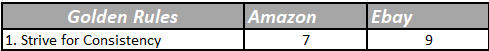 Golden Rules Amazon Ebay
1. Strive for Consistency 7 9